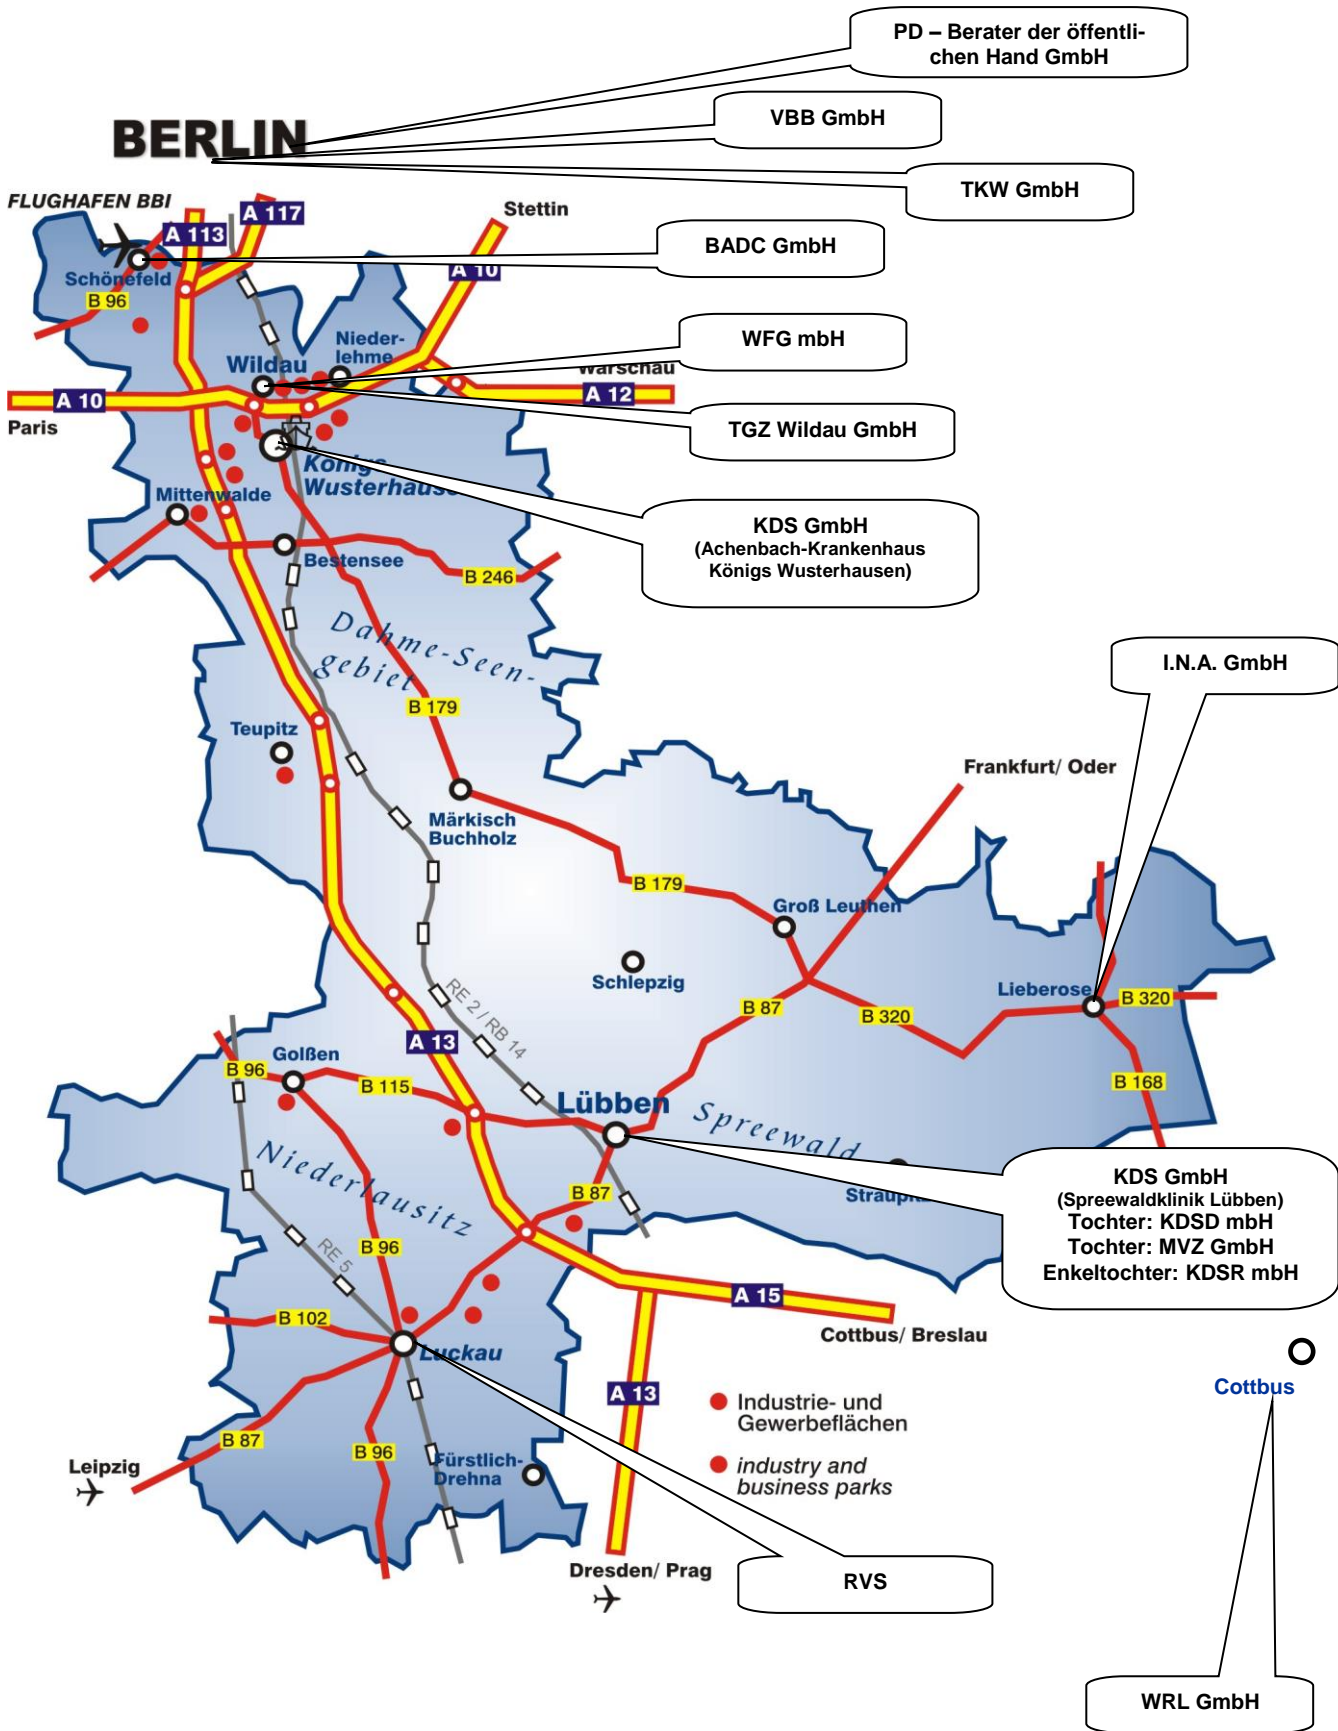 PD – Berater der öffentli-
chen Hand GmbH
VBB GmbH
BERLIN
TKW GmbH
FLUGHAFEN BBI
A 117
Stettin
A 113
BADC GmbH
Schönefeld
A 10
B 96
WFG mbH
Nieder-
lehme
Wildau
Warschau
A 10
A 12
Paris
TGZ Wildau GmbH
Königs
Wusterhause
Mittenwalde
KDS GmbH
(Achenbach-Krankenhaus
Königs Wusterhausen)
Bestensee
B 246
Dahme-Seen-
gebiet
I.N.A. GmbH
B 179
Teupitz
Frankfurt/ Oder
Märkisch
Buchholz
B 179
Groß Leuthen
Schlepzig
Lieberose
RE 2 / RB 14
B 87
B 320
B 320
A 13
Golßen
B 96
B 115
B 168
Lübben
Spreewald
Niederlausitz
B 87
Straupi
KDS GmbH
(Spreewaldklinik Lübben)
Tochter: KDSD mbH
Tochter: MVZ GmbH
Enkeltochter: KDSR mbH
B 96
RE 5
A 15
B 102
Cottbus/ Breslau
Luckau
Cottbus
A 13
Industrie- und
Gewerbeflächen
B 87
B 96
Leipzig
Fürstlich-
Drehna
industry and
business parks
Dresden/ Prag
RVS
WRL GmbH